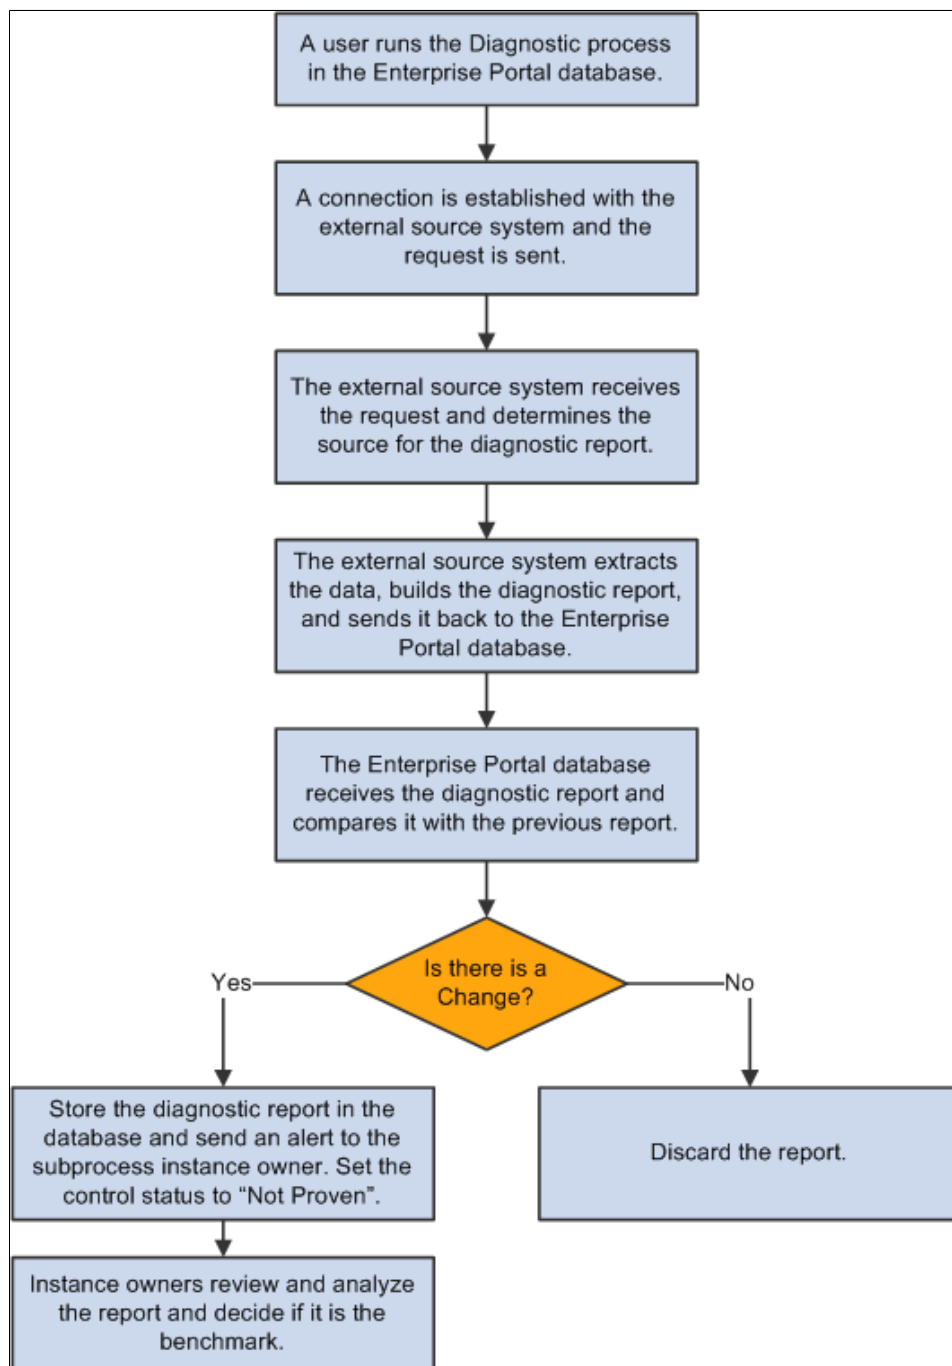 A user runs the Diagnostic process
in the Enterprise Portal database.
A connection is established with the
external source system and the
request is sent.
The external source system receives
the request and determines the
source for the diagnostic report.
The external source system extracts
the data, builds the diagnostic report,
and sends it back to the Enterprise
Portal database.
The Enterprise Portal database
receives the diagnostic report and
compares it with the previous report.
Is there is a
Change?
Yes
No
Store the diagnostic report in the
database and send an alert to the
subprocess instance owner. Set the
control status to “Not Proven”.
Discard the report.
Instance owners review and analyze
the report and decide if it is the
benchmark.